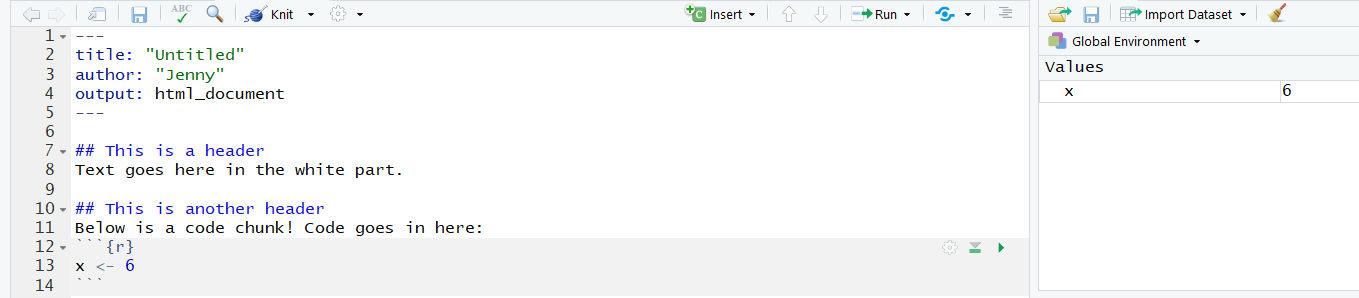 ABC Knit Insert Run Import Dataset
Global Environment
Values
x 6
1 ---
2 title: "Untitled"
3 author: "Jenny"
4 output: html_document
5 ---
6
7 ## This is a header
8 Text goes here in the white part.
9
10 ## This is another header
11 Below is a code chunk! Code goes in here:
12 ```{r}
13 x <- 6
14 ```